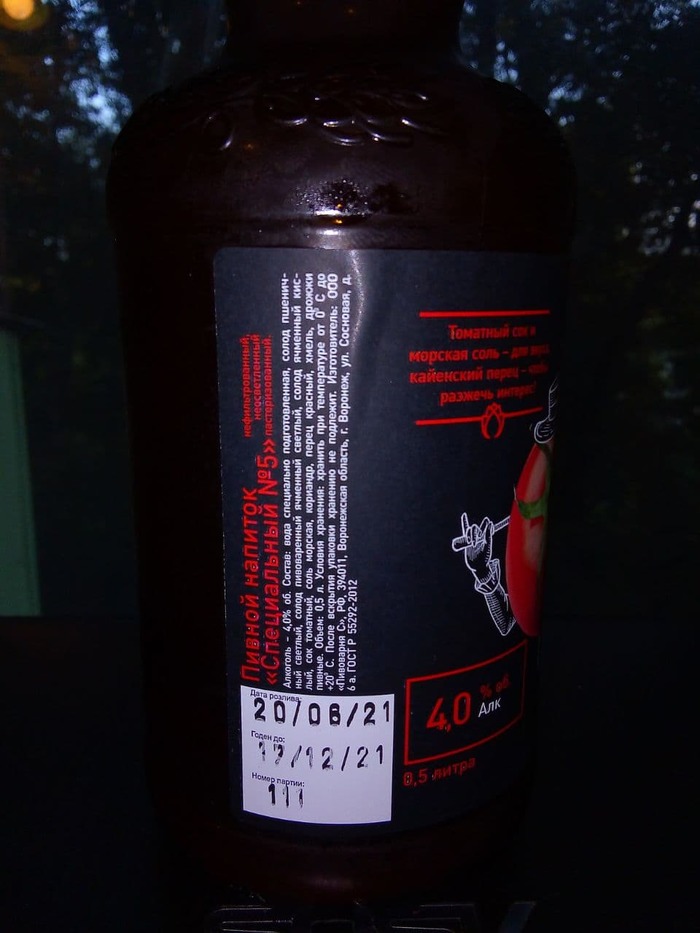 Пивной напиток
«Специальный №5»
нефильтрованный,
неосветленный
пастеризованный.
Алкоголь – 4,0% об. Состав: вода специально подготовленная, солод пшенич-
ный светлый, солод пивоваренный ячменный светлый, солод ячменный кис-
лый, сок томатный, соль морская, кориандр, перец красный, хмель, дрожжи
пивные. Объем: 0,5 л. Условия хранения: хранить при температуре от 0° С до
+20° С. После вскрытия упаковки хранению не подлежит. Изготовитель: ООО
«Пивоварня С», РФ, 394011, Воронежская область, г. Воронеж, ул. Сосновая, д.
6 а. ГОСТ Р 55292-2012
Дата розлива:
20/06/21
Годен до:
17/12/21
Номер партии:
111
Томатный сок и
морская соль – для
кайенский перец – чтобы
разжечь интерес!
4,0 % об.
Алк
0,5 литра